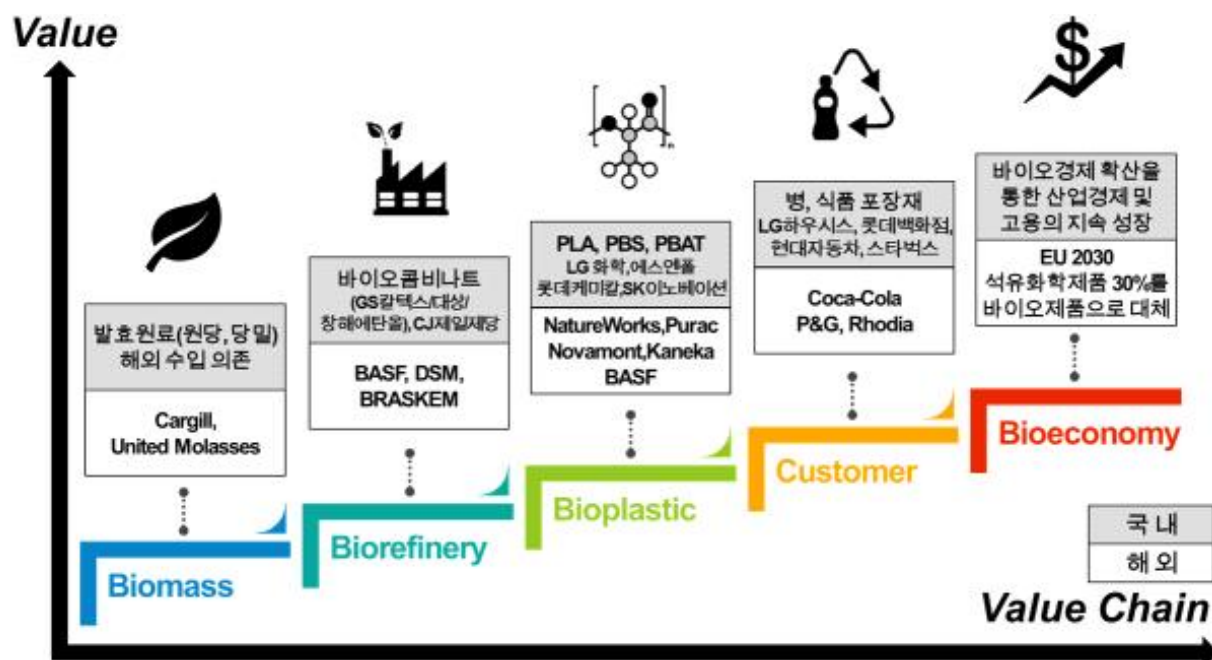 Value
발효원료(원당, 당밀)
해외 수입 의존
Cargill,
United Molasses
Biomass
바이오콤비나트
(GS칼텍스/대상/
창해에탄올),CJ제일제당
BASF, DSM,
BRASKEM
Biorefinery
n
PLA, PBS, PBAT
LG 화학,에스엔폴
롯데케미칼,SK이노베이션
NatureWorks,Purac
Novamont,Kaneka
BASF
Bioplastic
병, 식품 포장재
LG하우시스, 롯데백화점,
현대자동차, 스타벅스
Coca-Cola
P&G, Rhodia
Customer
$
바이오경제 확산을
통한 산업경제 및
고용의 지속 성장
EU 2030
석유화학제품 30%를
바이오제품으로 대체
Bioeconomy
국 내
해 외
Value Chain